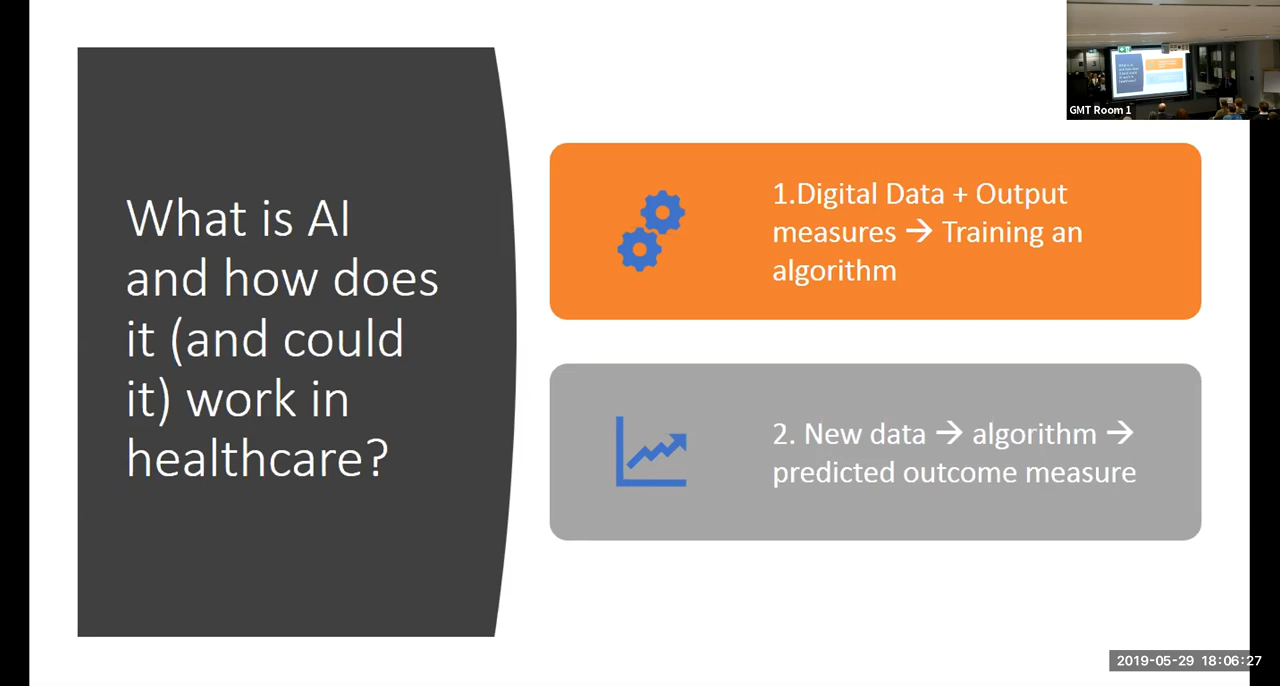 What is AI
and how does
it (and could
it) work in
healthcare?
1.Digital Data + Output
measures → Training an
algorithm
2. New data → algorithm →
predicted outcome measure
GMT Room 1
2019-05-29 18:06:27